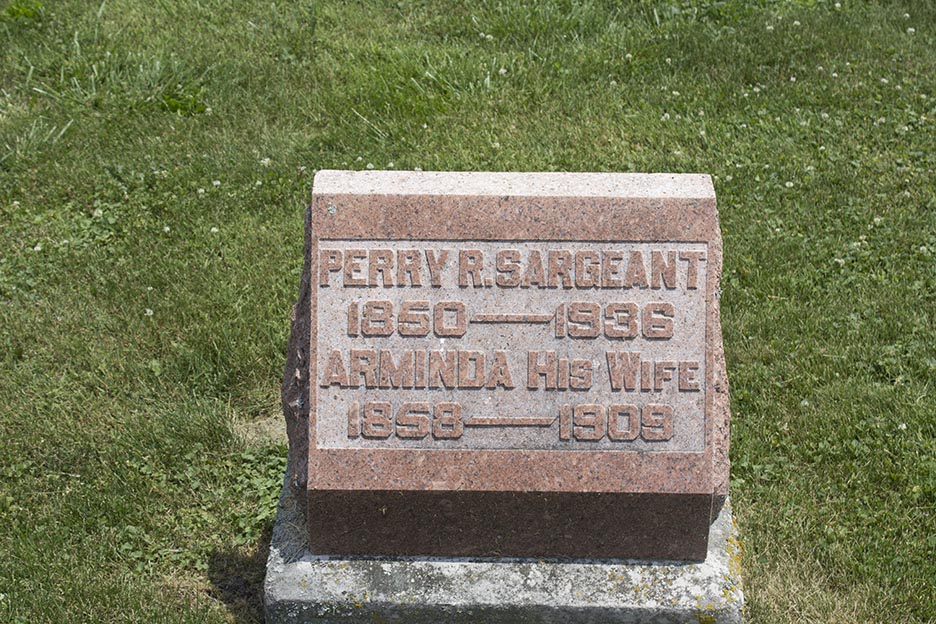 PERRY R. SARGEANT
1850—1936
ARMINDA HIS WIFE
1858—1909